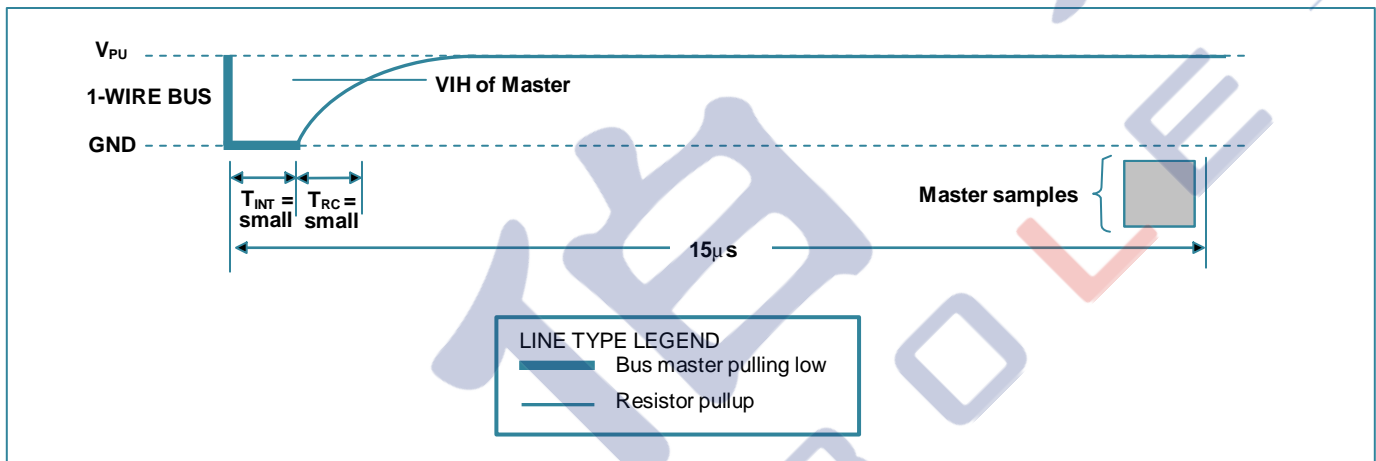 VPU
1-WIRE BUS
GND
VIH of Master
TINT =
small
TRC =
small
Master samples
15μs
LINE TYPE LEGEND
Bus master pulling low
Resistor pullup
O
L
E